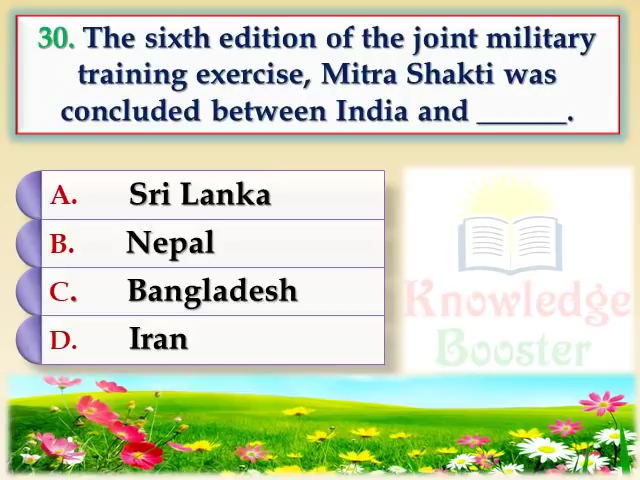 30. The sixth edition of the joint military
training exercise, Mitra Shakti was
concluded between India and ______.
A. Sri Lanka
B. Nepal
C. Bangladesh
D. Iran
Knowledge
Booster